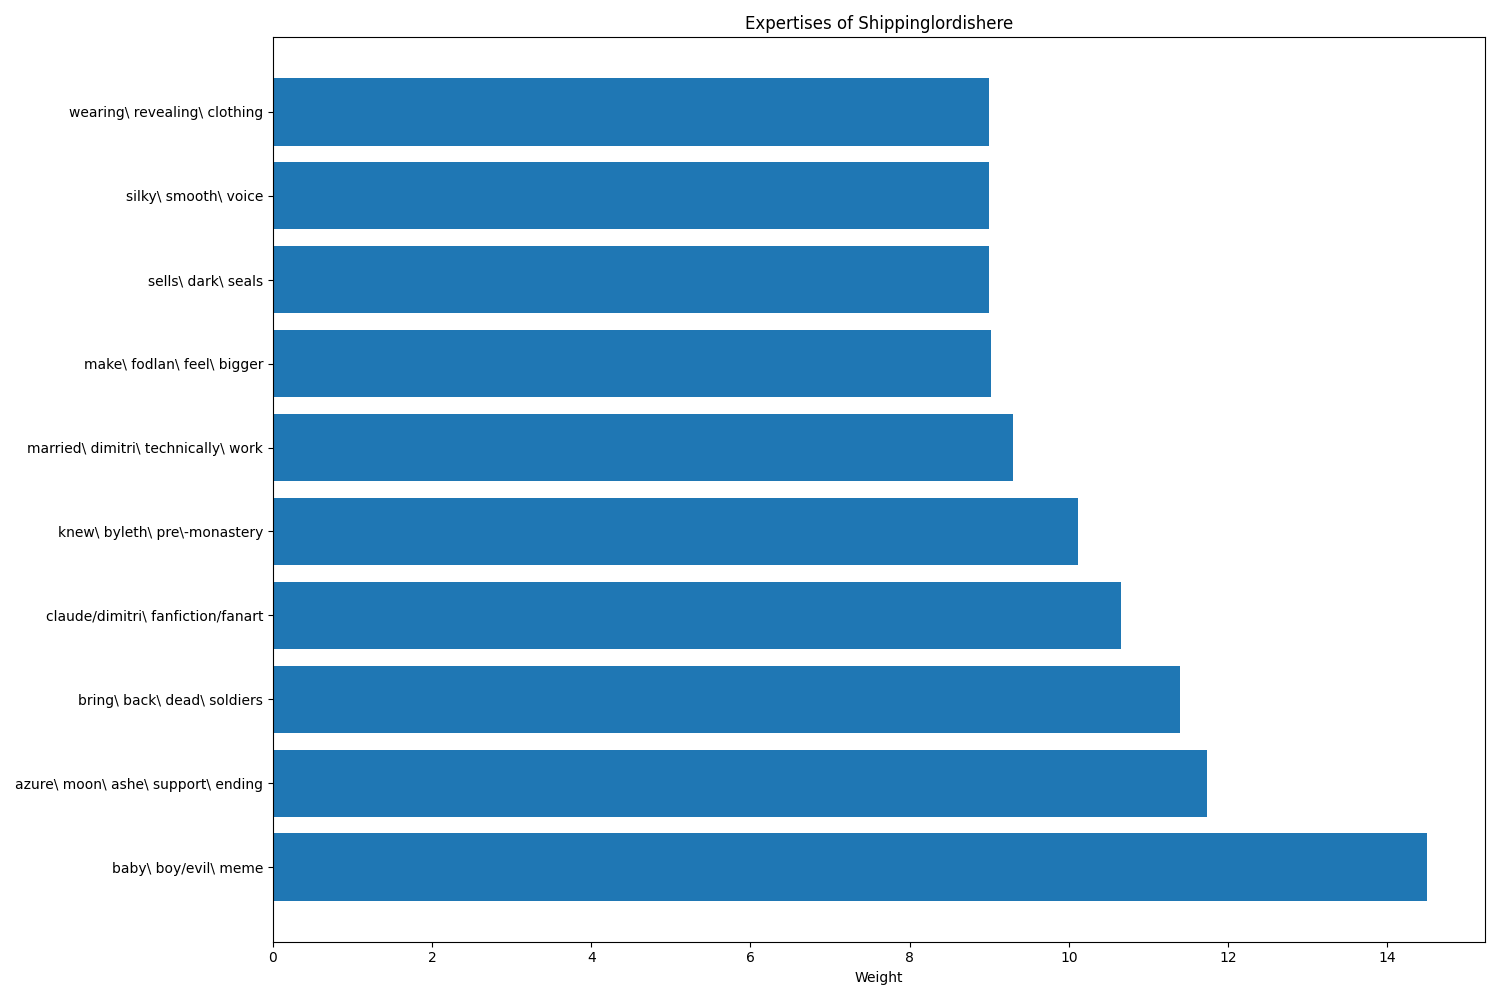 Expertises of Shippinglordishere
wearing\ revealing\ clothing
silky\ smooth\ voice
sells\ dark\ seals
make\ fodlan\ feel\ bigger
married\ dimitri\ technically\ work
knew\ byleth\ pre\-monastery
claude/dimitri\ fanfiction/fanart
bring\ back\ dead\ soldiers
azure\ moon\ ashe\ support\ ending
baby\ boy/evil\ meme
0 2 4 6 8 10 12 14
Weight